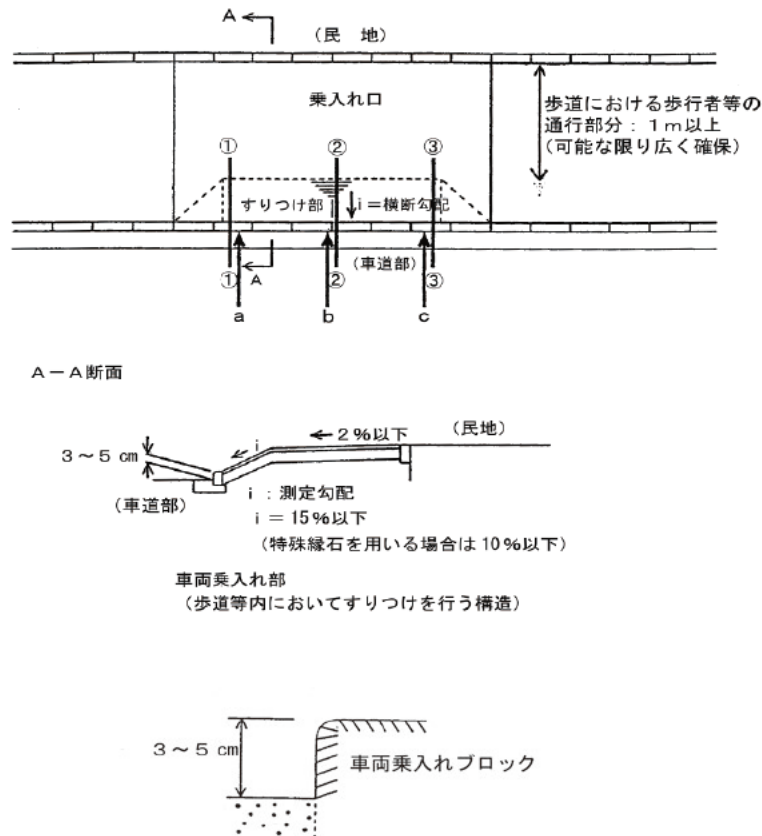 A
(民 地)
乗入れ口
歩道における歩行者等の
通行部分：１ｍ以上
(可能な限り広く確保)
① ② ③
すりつけ部 ｉ＝横断勾配
(車道部)
① A ② ③
a b c
Ａ－Ａ断面
(民地)
２％以下
ｉ
３～５ cm
(車道部)
ｉ：測定勾配
ｉ＝15％以下
(特殊縁石を用いる場合は10％以下)
車両乗入れ部
(歩道等内においてすりつけを行う構造)
３～５ cm
車両乗入れブロック